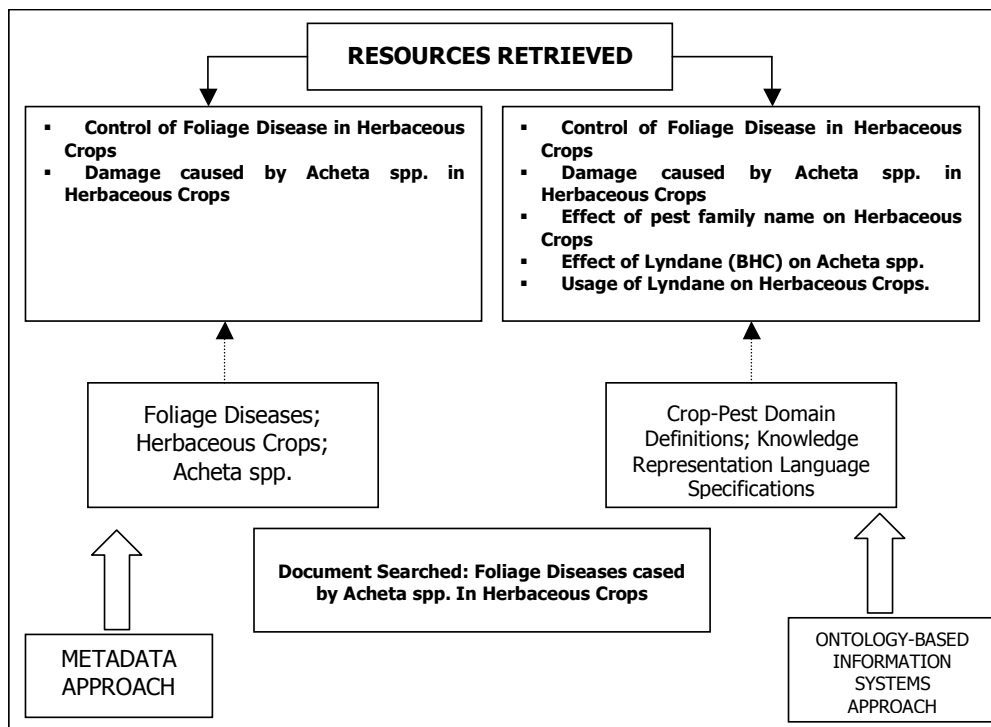 RESOURCES RETRIEVED
▪ Control of Foliage Disease in Herbaceous
Crops
▪ Damage caused by Acheta spp. in
Herbaceous Crops
▪ Control of Foliage Disease in Herbaceous
Crops
▪ Damage caused by Acheta spp. in
Herbaceous Crops
▪ Effect of pest family name on Herbaceous
Crops
▪ Effect of Lyndane (BHC) on Acheta spp.
▪ Usage of Lyndane on Herbaceous Crops.
Foliage Diseases;
Herbaceous Crops;
Acheta spp.
Crop-Pest Domain
Definitions; Knowledge
Representation Language
Specifications
Document Searched: Foliage Diseases cased
by Acheta spp. In Herbaceous Crops
METADATA
APPROACH
ONTOLOGY-BASED
INFORMATION
SYSTEMS
APPROACH